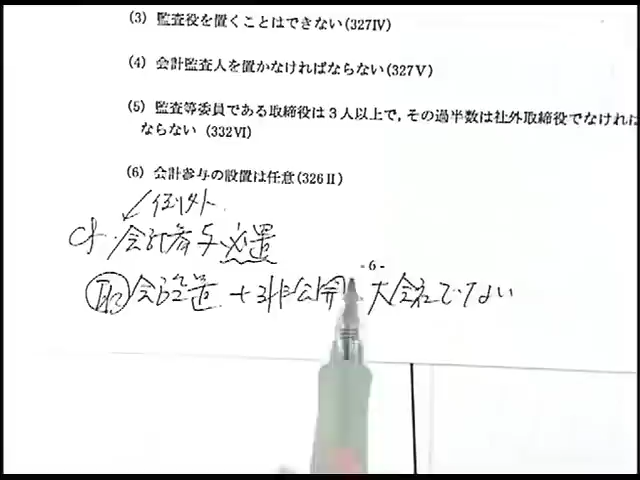 (3) 監査役を置くことはできない(327Ⅳ)
(4) 会計監査人を置かなければならない(327Ⅴ)
(5) 監査等委員である取締役は3人以上で,その過半数は社外取締役でなければ
ならない (332Ⅵ)
(6) 会計参与の設置は任意(326Ⅱ)
例外
cf. 会計参与必置
-6-
取 会設置 + 非公開 大会社でない